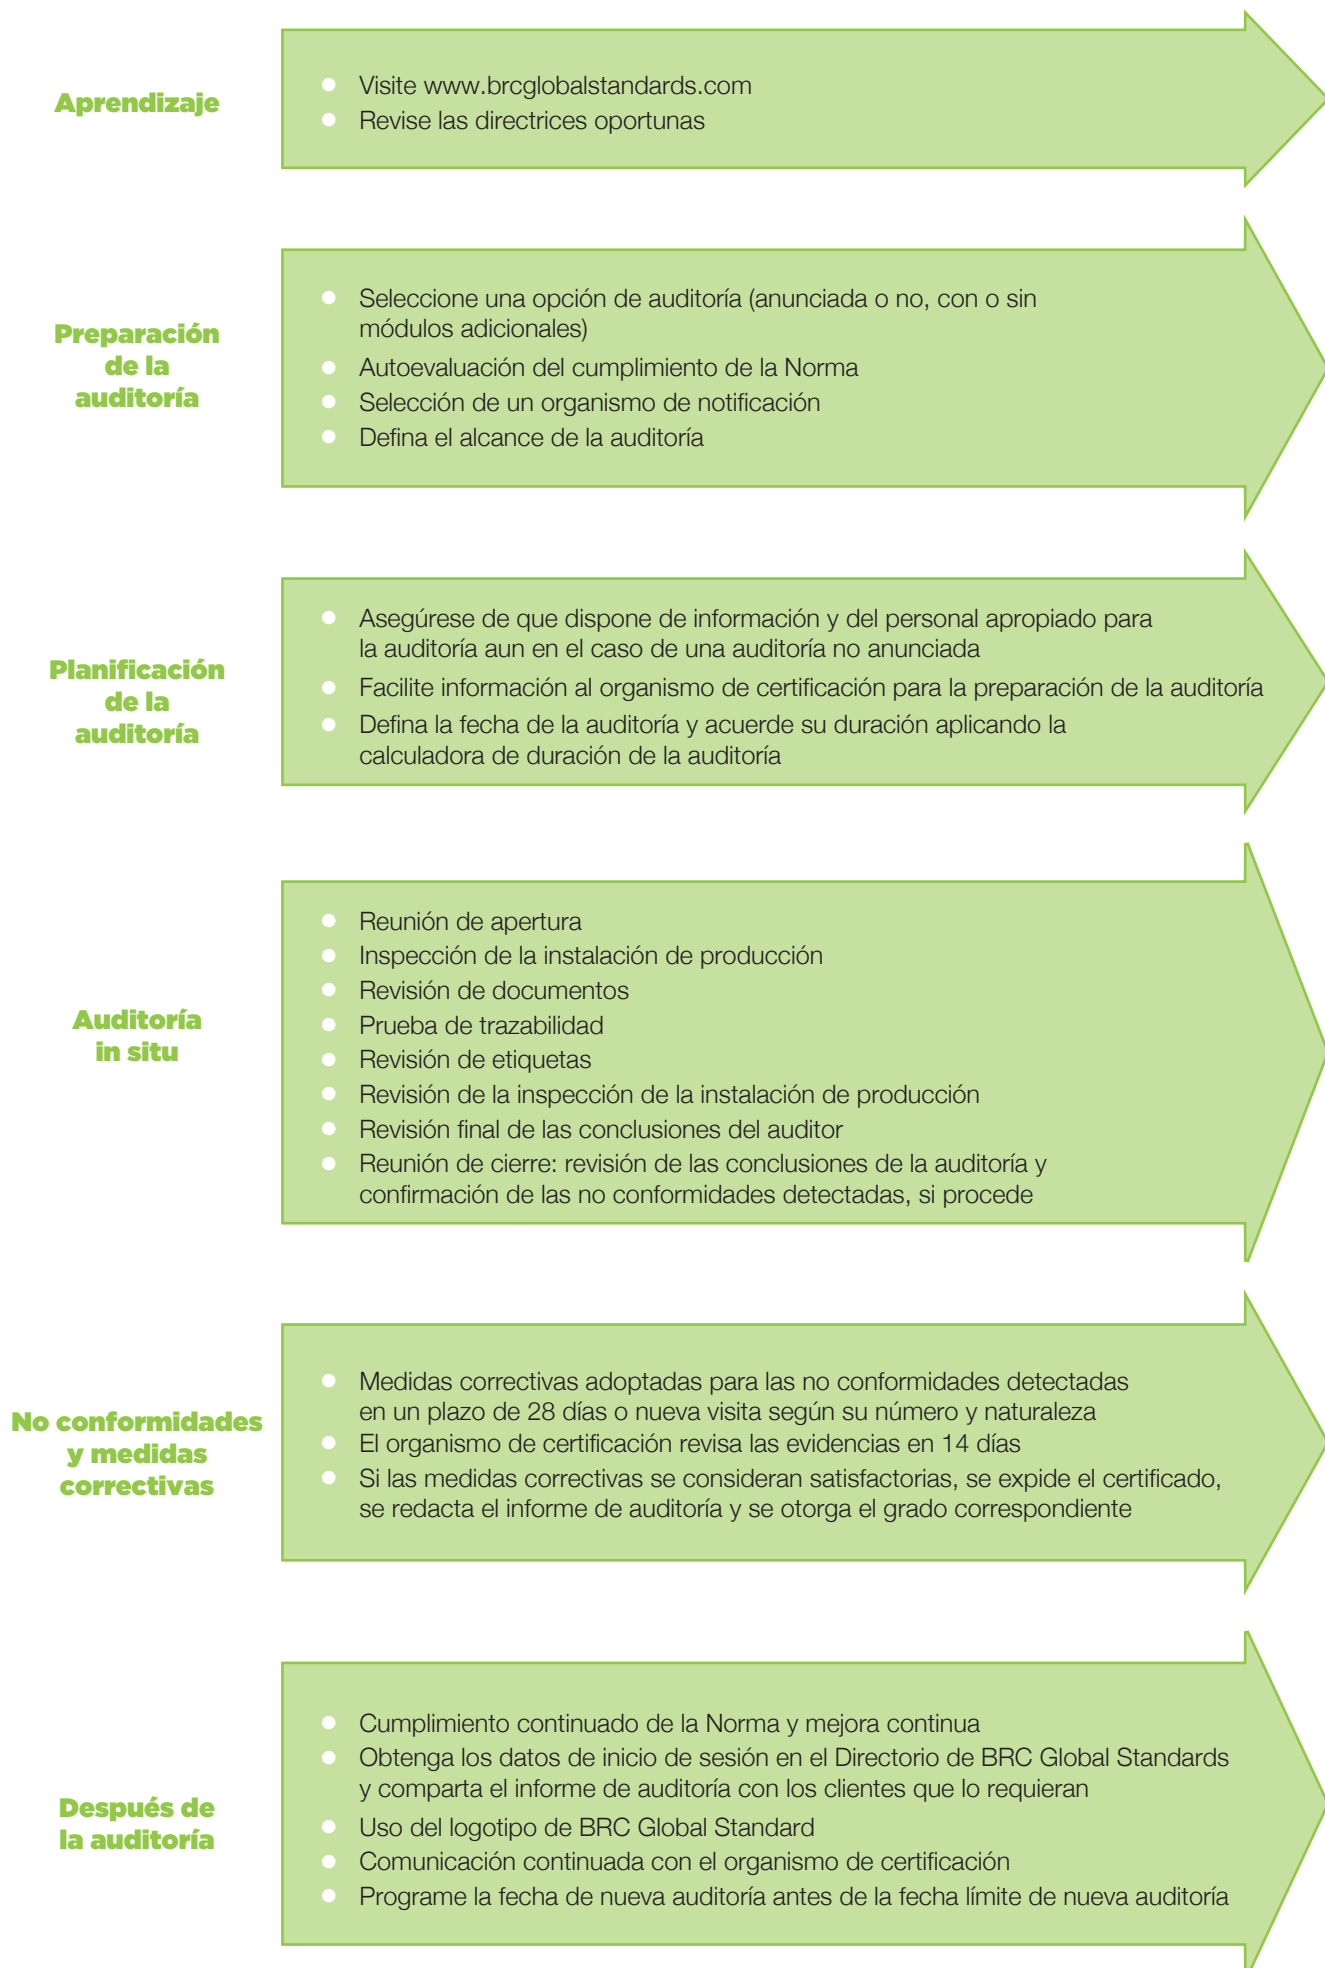 Aprendizaje
Visite www.brcglobalstandards.com
Revise las directrices oportunas
Preparación
de la
auditoría
Seleccione una opción de auditoría (anunciada o no, con o sin
módulos adicionales)
Autoevaluación del cumplimiento de la Norma
Selección de un organismo de notificación
Defina el alcance de la auditoría
Planificación
de la
auditoría
Asegúrese de que dispone de información y del personal apropiado para
la auditoría aun en el caso de una auditoría no anunciada
Facilite información al organismo de certificación para la preparación de la auditoría
Defina la fecha de la auditoría y acuerde su duración aplicando la
calculadora de duración de la auditoría
Auditoría
in situ
Reunión de apertura
Inspección de la instalación de producción
Revisión de documentos
Prueba de trazabilidad
Revisión de etiquetas
Revisión de la inspección de la instalación de producción
Revisión final de las conclusiones del auditor
Reunión de cierre: revisión de las conclusiones de la auditoría y
confirmación de las no conformidades detectadas, si procede
No conformidades
y medidas
correctivas
Medidas correctivas adoptadas para las no conformidades detectadas
en un plazo de 28 días o nueva visita según su número y naturaleza
El organismo de certificación revisa las evidencias en 14 días
Si las medidas correctivas se consideran satisfactorias, se expide el certificado,
se redacta el informe de auditoría y se otorga el grado correspondiente
Después de
la auditoría
Cumplimiento continuado de la Norma y mejora continua
Obtenga los datos de inicio de sesión en el Directorio de BRC Global Standards
y comparta el informe de auditoría con los clientes que lo requieran
Uso del logotipo de BRC Global Standard
Comunicación continuada con el organismo de certificación
Programe la fecha de nueva auditoría antes de la fecha límite de nueva auditoría